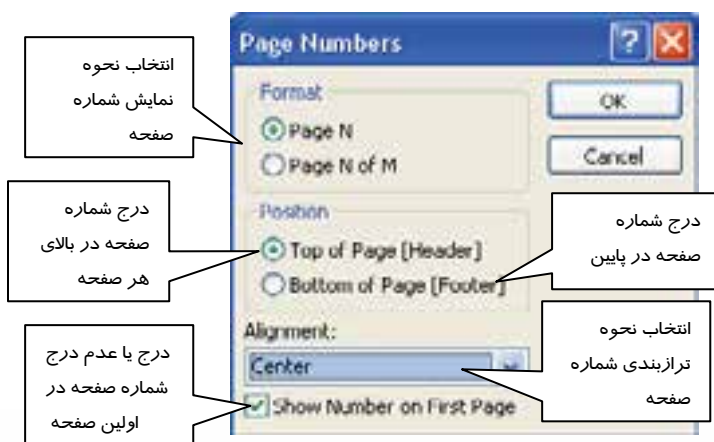 Page Numbers
انتخاب نحوه
نمایش شماره
صفحه
Format
Page N
Page N of M
OK
Cancel
درج شماره
صفحه در بالای
هر صفحه
Position
Top of Page [Header]
Bottom of Page [Footer]
درج شماره
صفحه در پایین
Alignment:
Center
انتخاب نحوه
ترازبندی شماره
صفحه
درج یا عدم درج
شماره صفحه در
اولین صفحه
Show Number on First Page